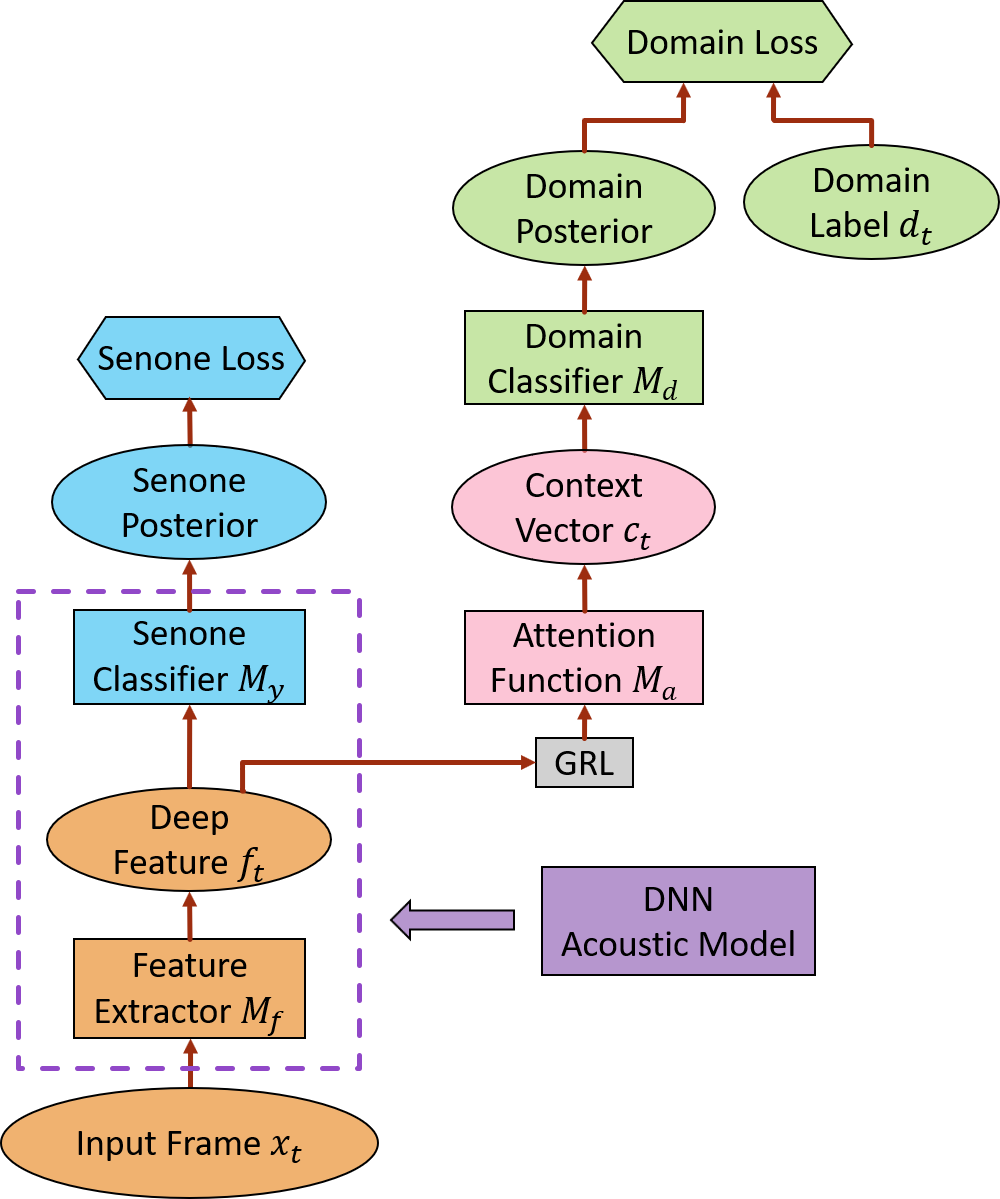 Domain Loss
Domain
Posterior
Domain
Label d_t
Domain
Classifier M_d
Senone Loss
Senone
Posterior
Context
Vector c_t
Senone
Classifier M_y
Attention
Function M_a
GRL
Deep
Feature f_t
DNN
Acoustic Model
Feature
Extractor M_f
Input Frame x_t